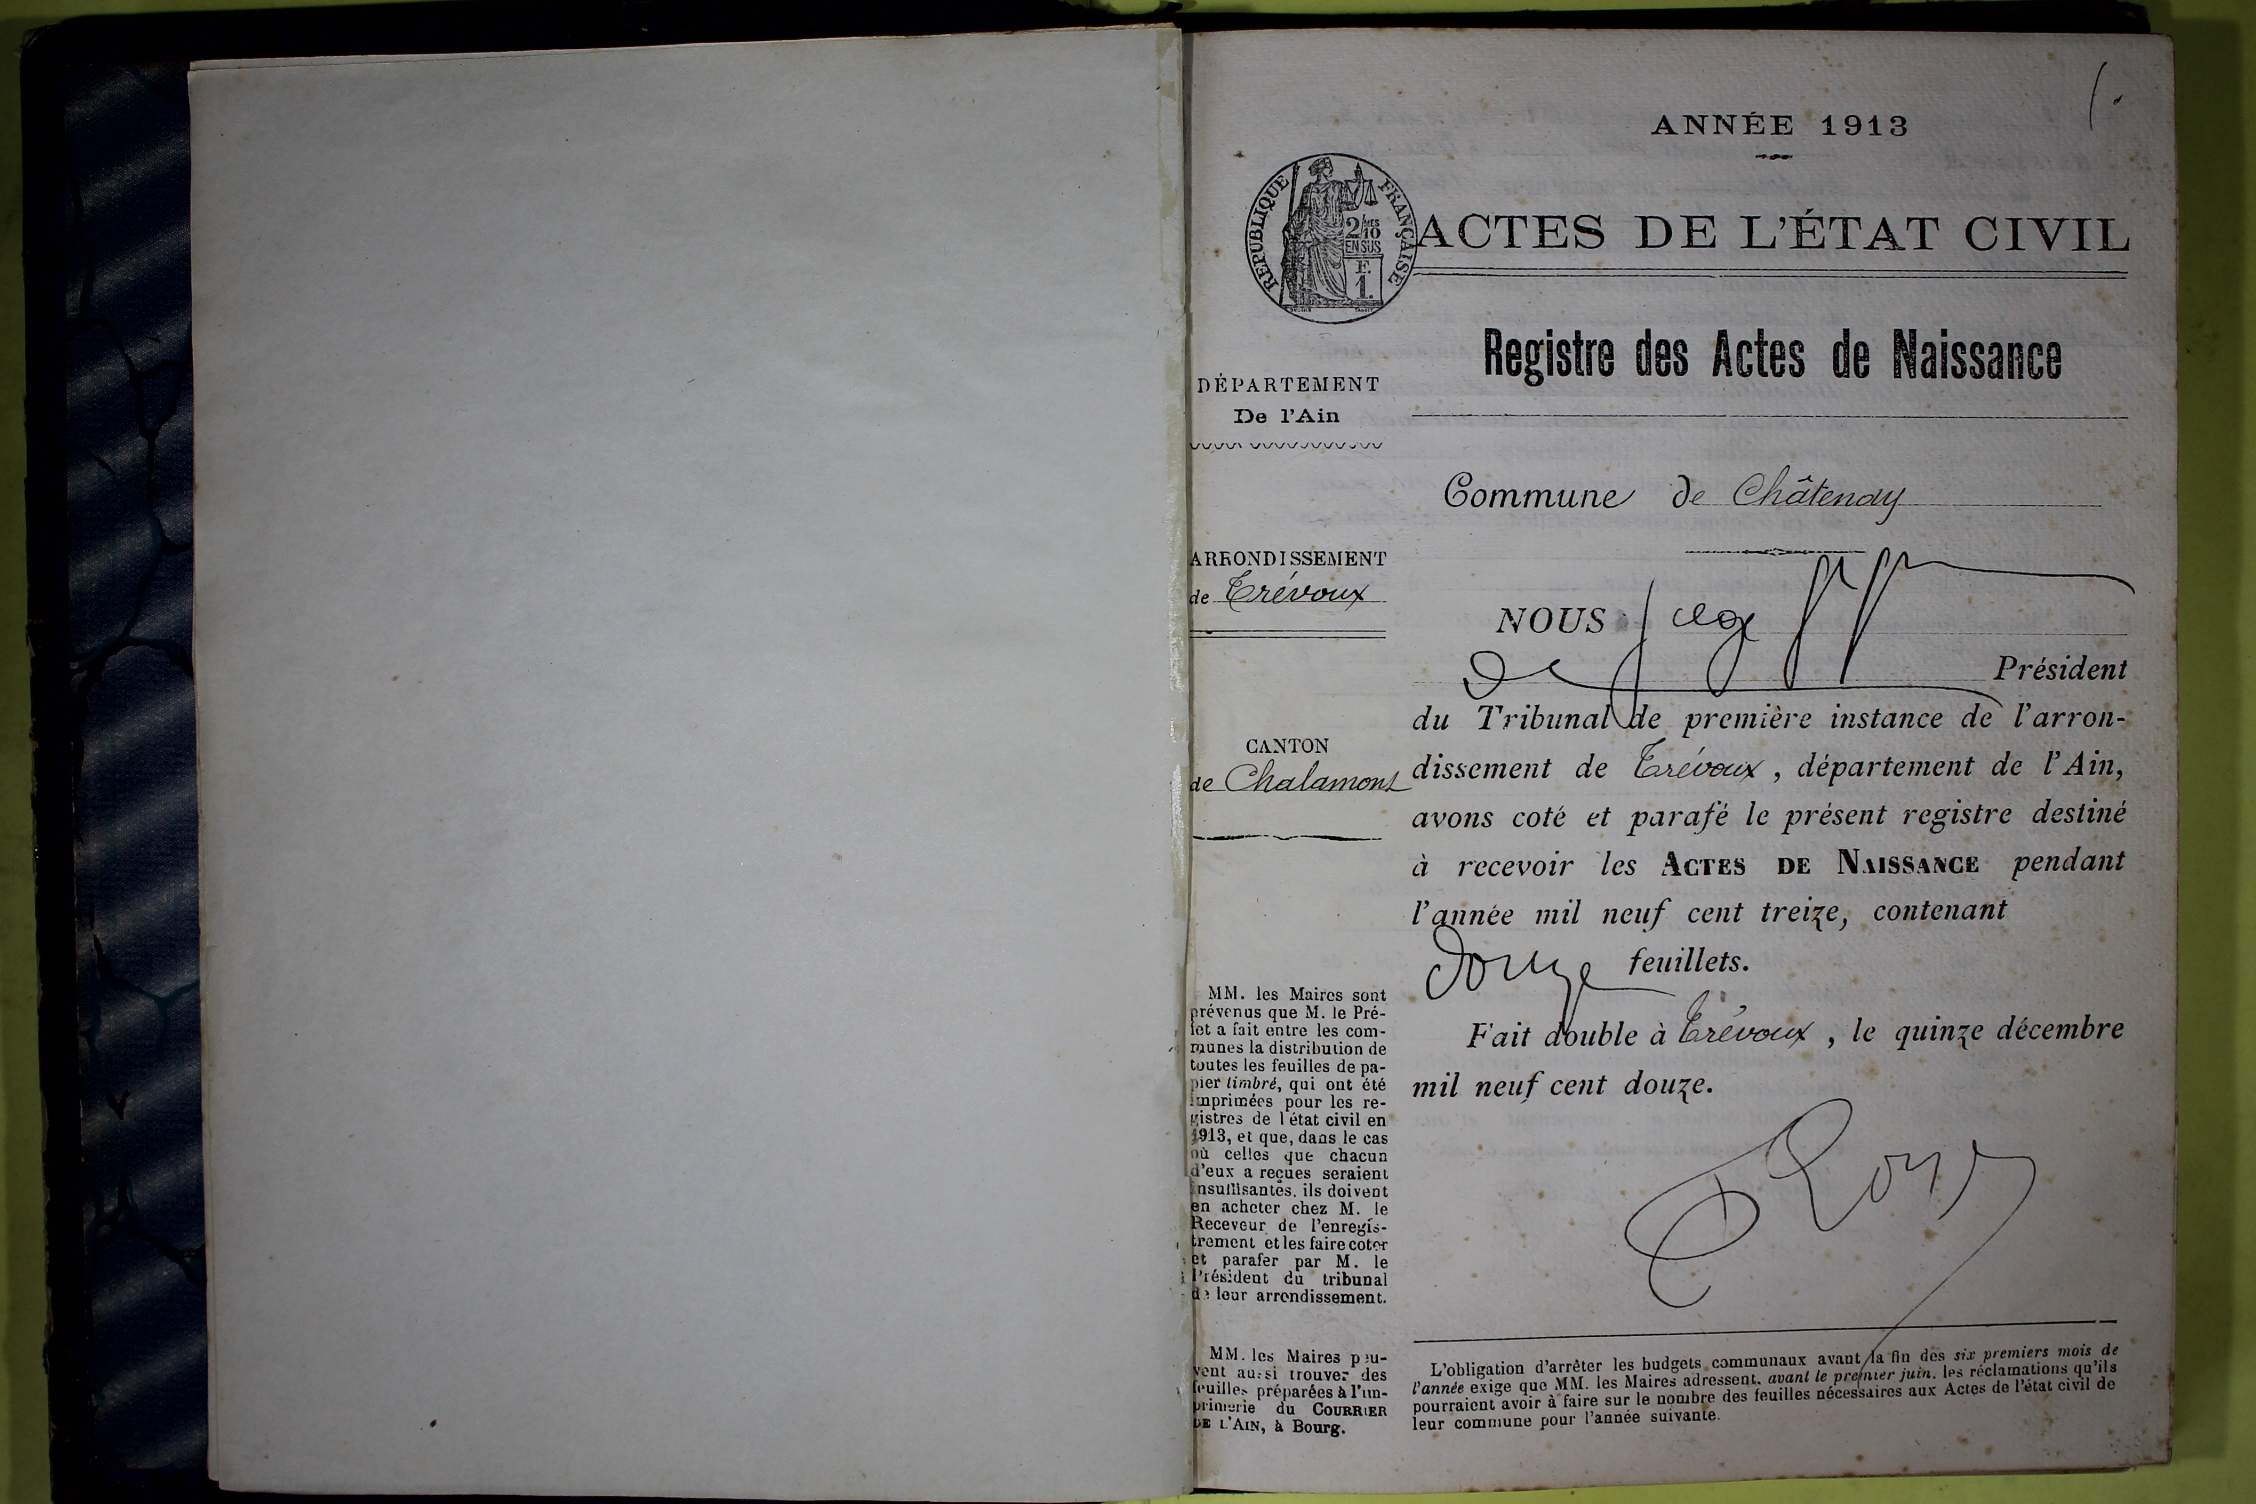 1.
ANNÉE 1913
RÉPUBLIQUE FRANÇAISE
2/10 EN SUS
F. 1.
ACTES DE L'ÉTAT CIVIL
Registre des Actes de Naissance
DÉPARTEMENT
De l'Ain
Commune de Châtenay
ARRONDISSEMENT
de Trévoux
NOUS juge ff
de Président
du Tribunal de première instance de l'arron-
dissement de Trévoux, département de l'Ain,
avons coté et parafé le présent registre destiné
à recevoir les ACTES DE NAISSANCE pendant
l'année mil neuf cent treize, contenant
douze feuillets.
Fait double à Trévoux, le quinze décembre
mil neuf cent douze.
CANTON
de Chalamont
MM. les Maires sont
prévenus que M. le Pré-
fet a fait entre les com-
munes la distribution de
toutes les feuilles de pa-
pier timbré, qui ont été
imprimées pour les re-
gistres de l'état civil en
1913, et que, dans le cas
où celles que chacun
d'eux a reçues seraient
insuffisantes, ils doivent
en acheter chez M. le
Receveur de l'enregis-
trement et les faire coter
et parafer par M. le
Président du tribunal
de leur arrondissement.
MM. les Maires peu-
vent aussi trouver des
feuilles préparées à l'im-
primerie du COURRIER
DE L'AIN, à Bourg.
L'obligation d'arrêter les budgets communaux avant la fin des six premiers mois de
l'année exige que MM. les Maires adressent, avant le premier juin, les réclamations qu'ils
pourraient avoir à faire sur le nombre des feuilles nécessaires aux Actes de l'état civil de
leur commune pour l'année suivante.